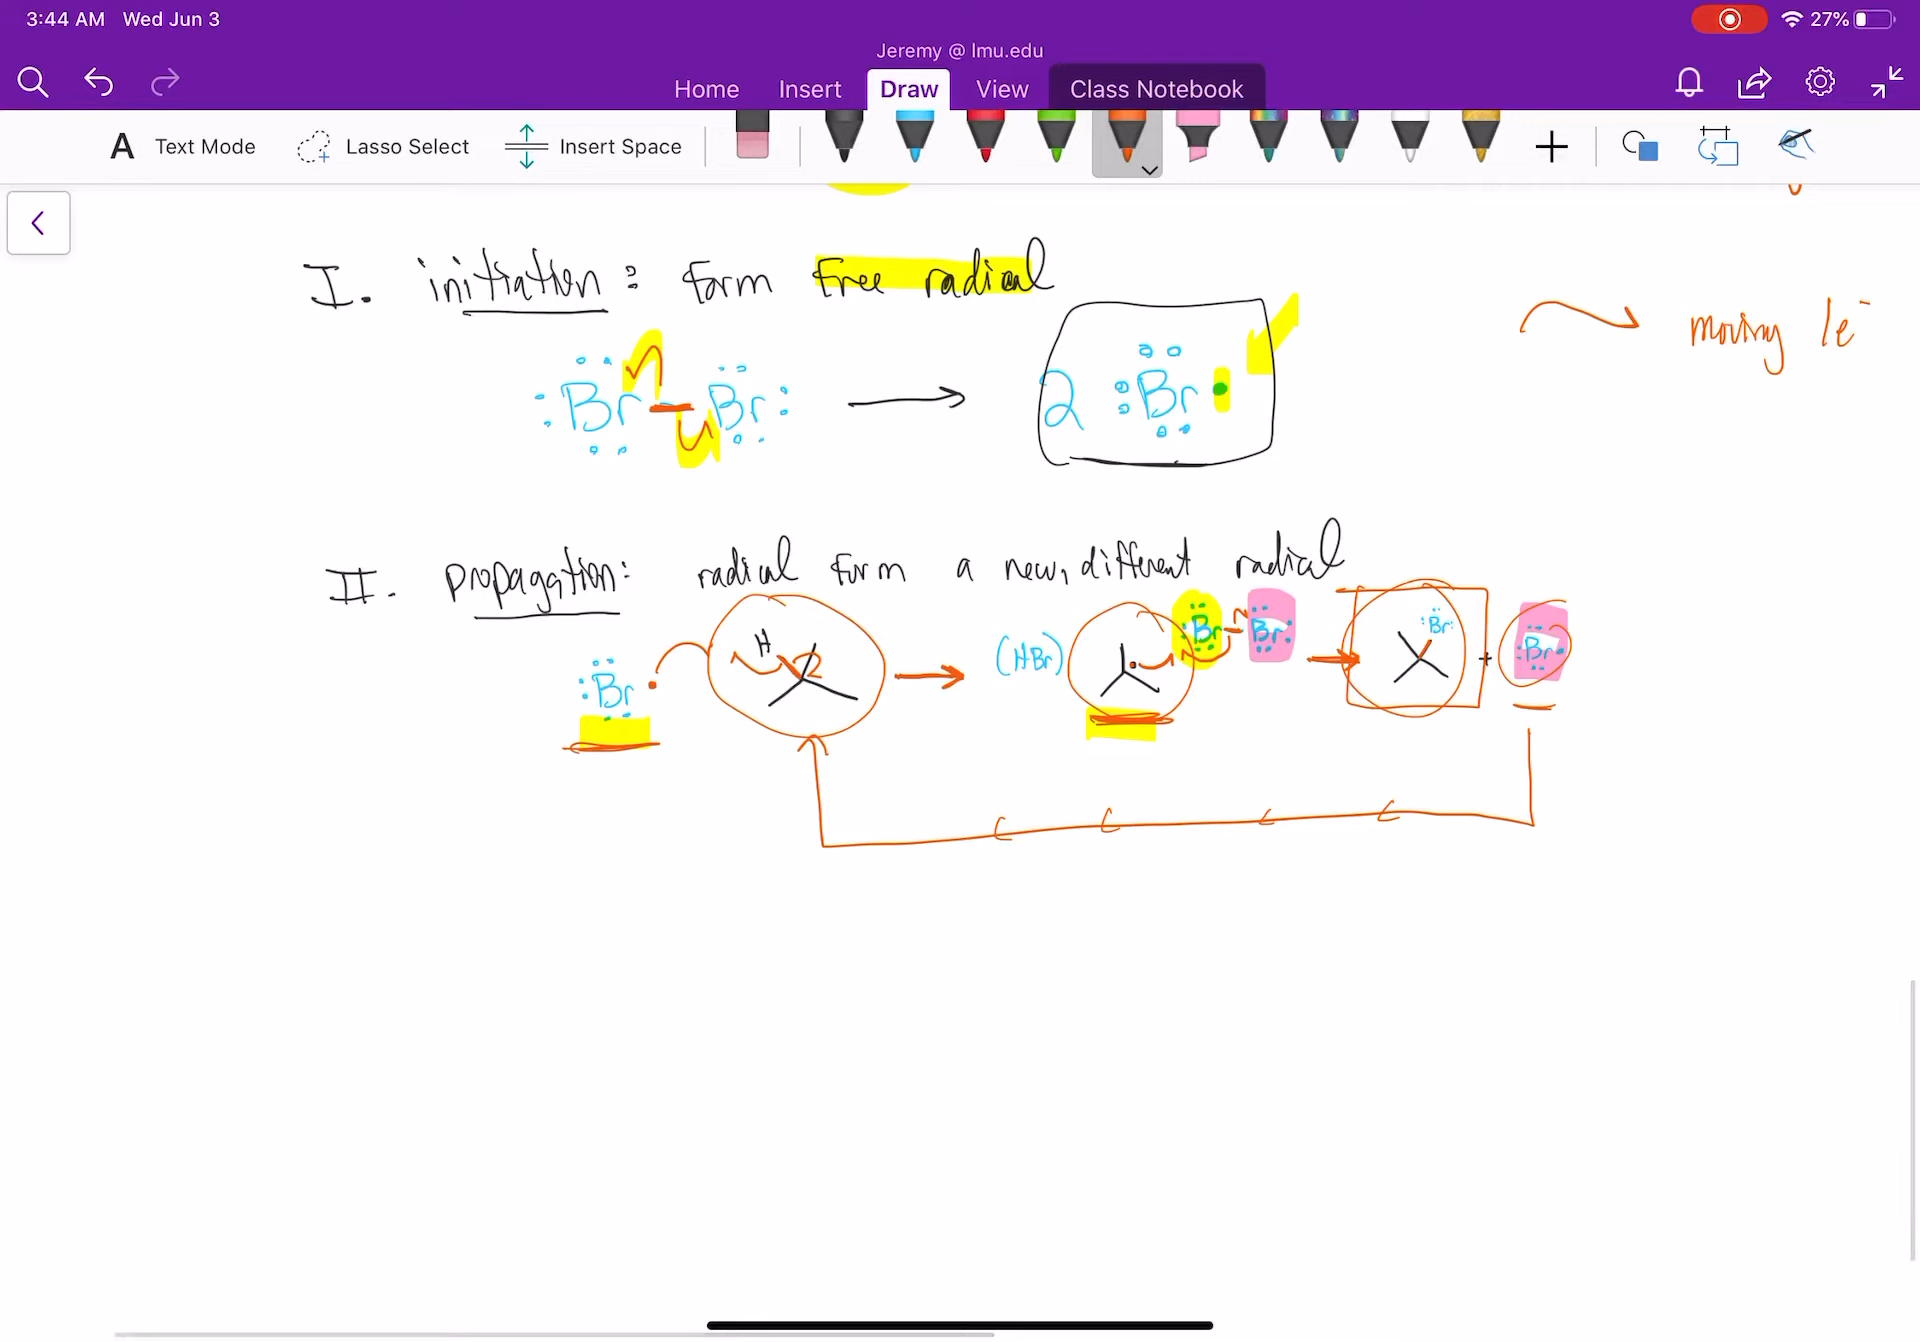 3:44 AM Wed Jun 3
27%
Jeremy @ lmu.edu
Home Insert Draw View Class Notebook
A Text Mode Lasso Select Insert Space
I. initiation: form free radical
moving 1e⁻
:Br-Br: 2 :Br•
II. propagation: radical form a new, different radical
:Br• H (HBr) :Br-Br: :Br: + :Br•